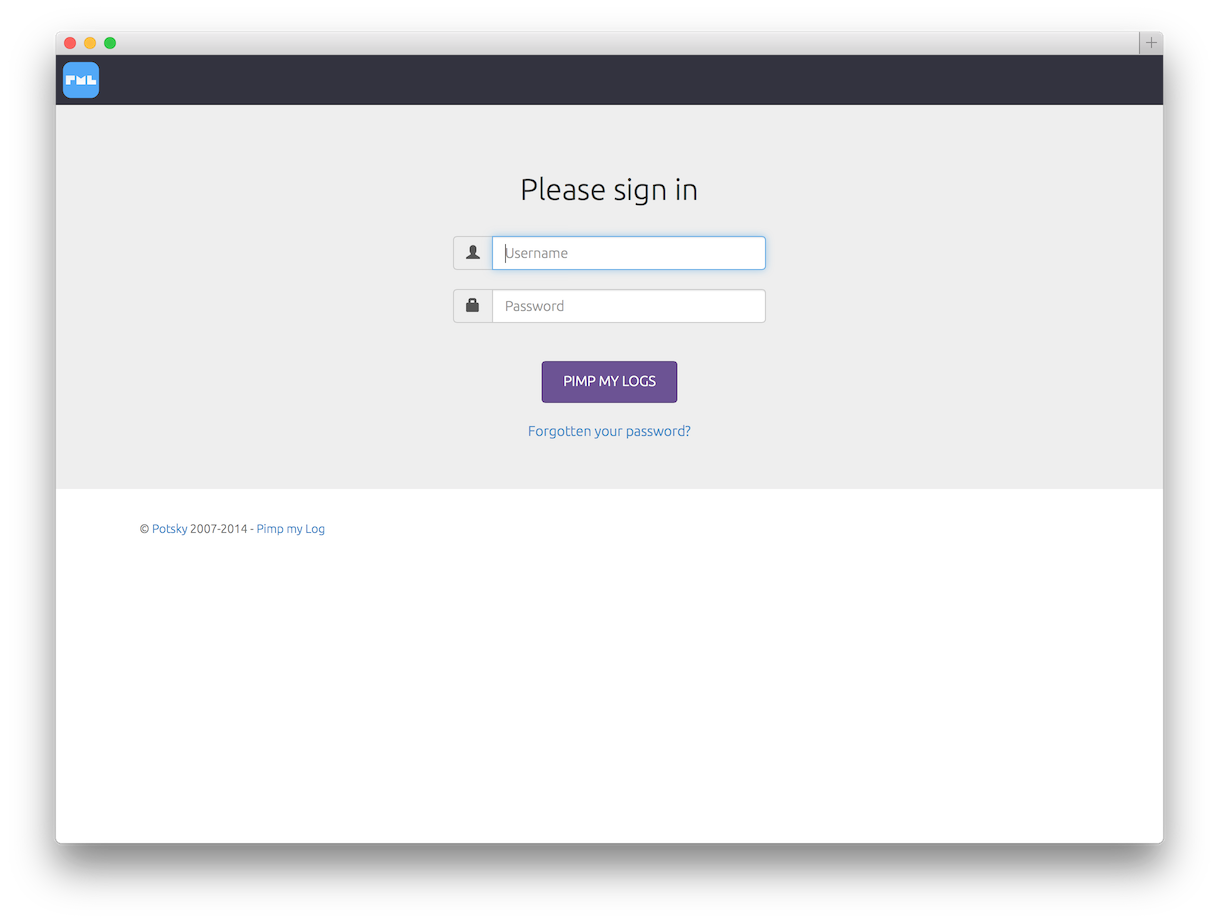 PML
Please sign in
Username
Password
PIMP MY LOGS
Forgotten your password?
© Potsky 2007-2014 - Pimp my Log